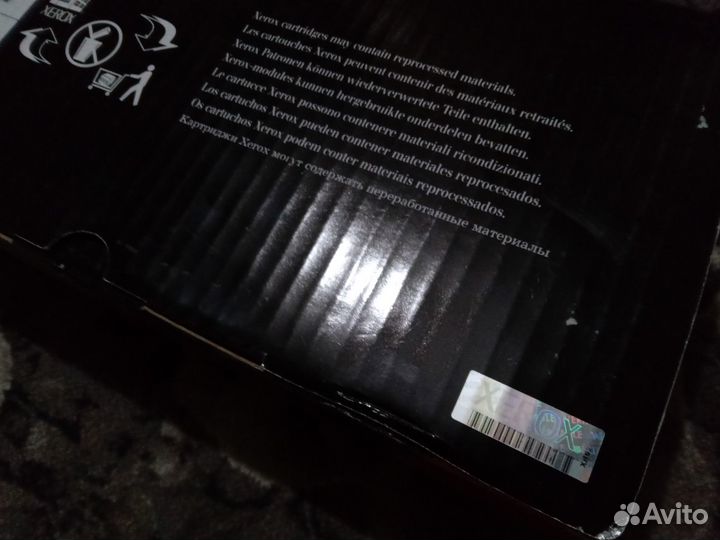 XEROX
Xerox cartridges may contain reprocessed materials.
Les cartouches Xerox peuvent contenir des matériaux retraités.
Xerox Patronen können wiederverwertete Teile enthalten.
Xerox-modules kunnen hergebruikte onderdelen bevatten.
Le cartucce Xerox possono contenere materiali ricondizionati.
Los cartuchos Xerox pueden contener materiales reprocesados.
Os cartuchos Xerox podem conter materiais reprocessados.
Картриджи Xerox могут содержать переработанные материалы
XEROX
Avito